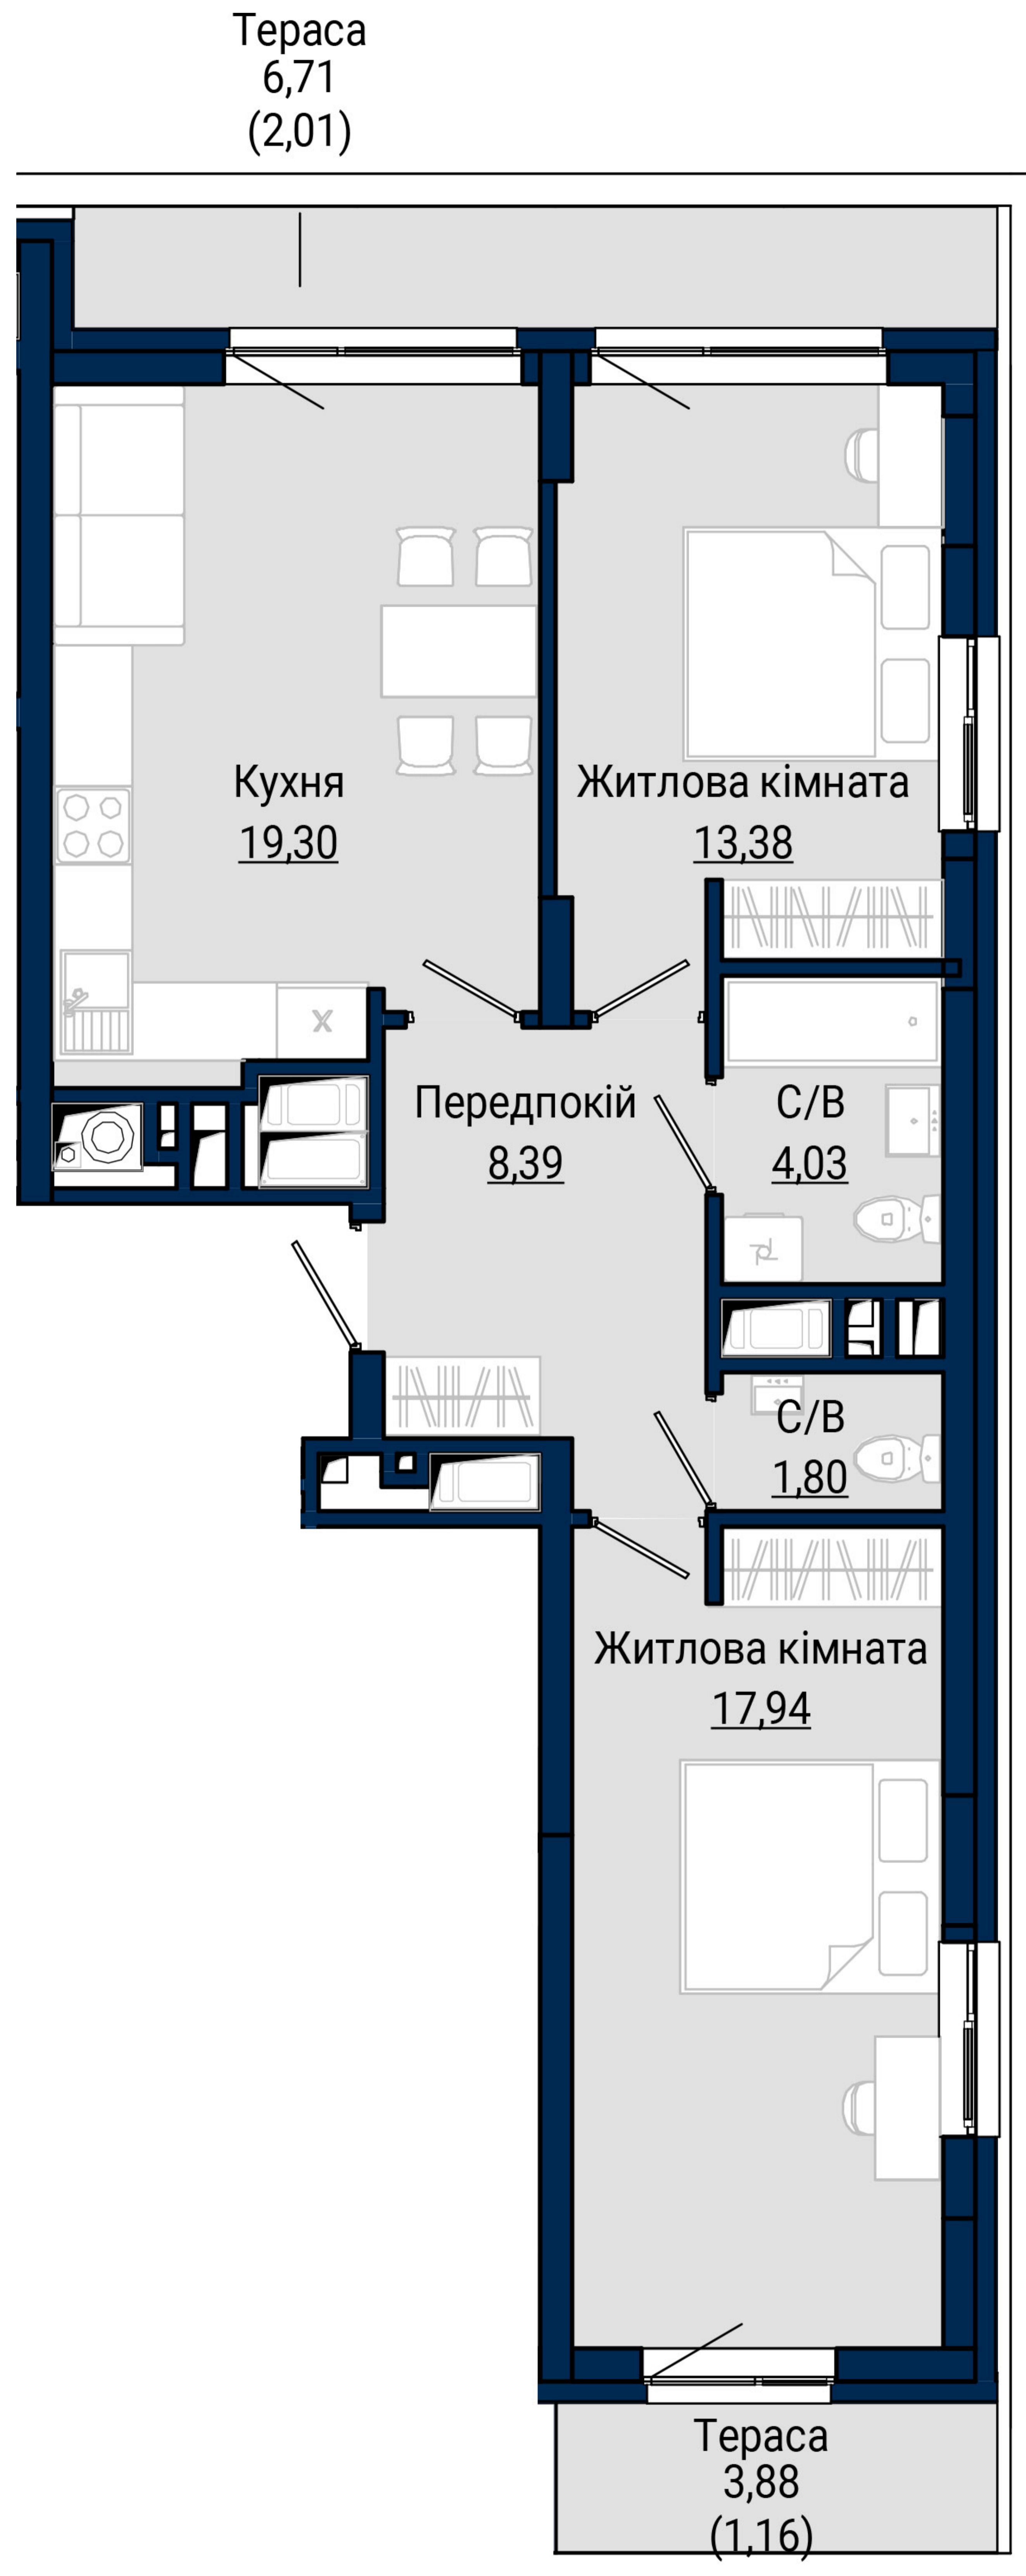 Тераса
6,71
(2,01)
Кухня
19,30
Житлова кімната
13,38
Передпокій
8,39
С/В
4,03
С/В
1,80
Житлова кімната
17,94
Тераса
3,88
(1,16)